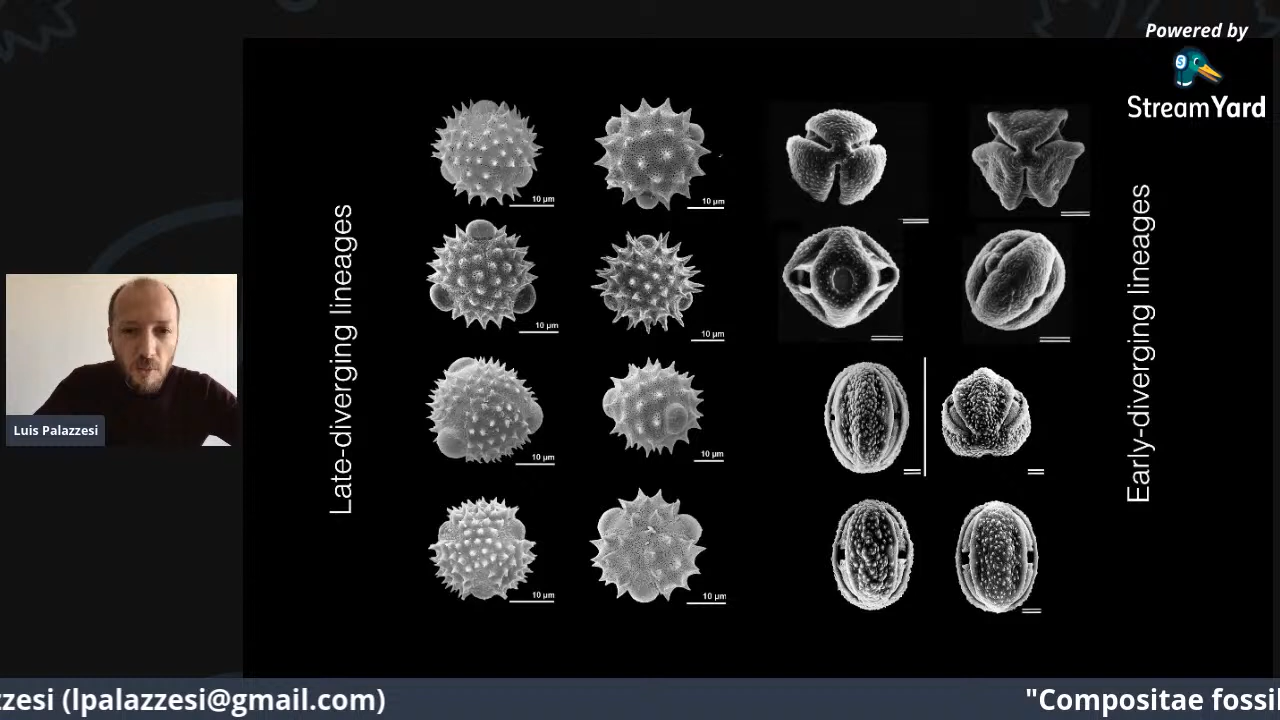 Powered by
StreamYard
Late-diverging lineages
Early-diverging lineages
10 µm
10 µm
10 µm
10 µm
10 µm
10 µm
10 µm
10 µm
Luis Palazzesi
zzesi (lpalazzesi@gmail.com)
"Compositae fossi